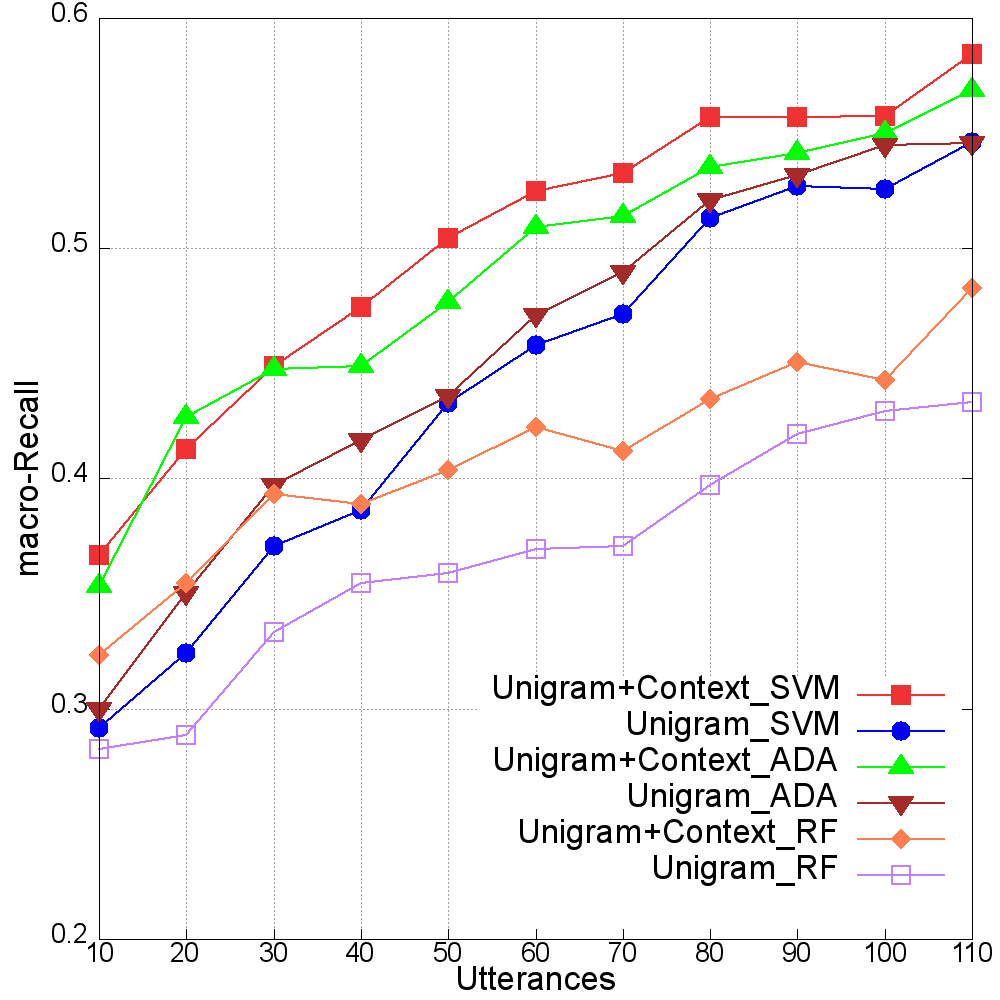 0.6
0.5
0.4
0.3
0.2
macro-Recall
Unigram+Context_SVM
Unigram_SVM
Unigram+Context_ADA
Unigram_ADA
Unigram+Context_RF
Unigram_RF
10 20 30 40 50 60 70 80 90 100 110
Utterances